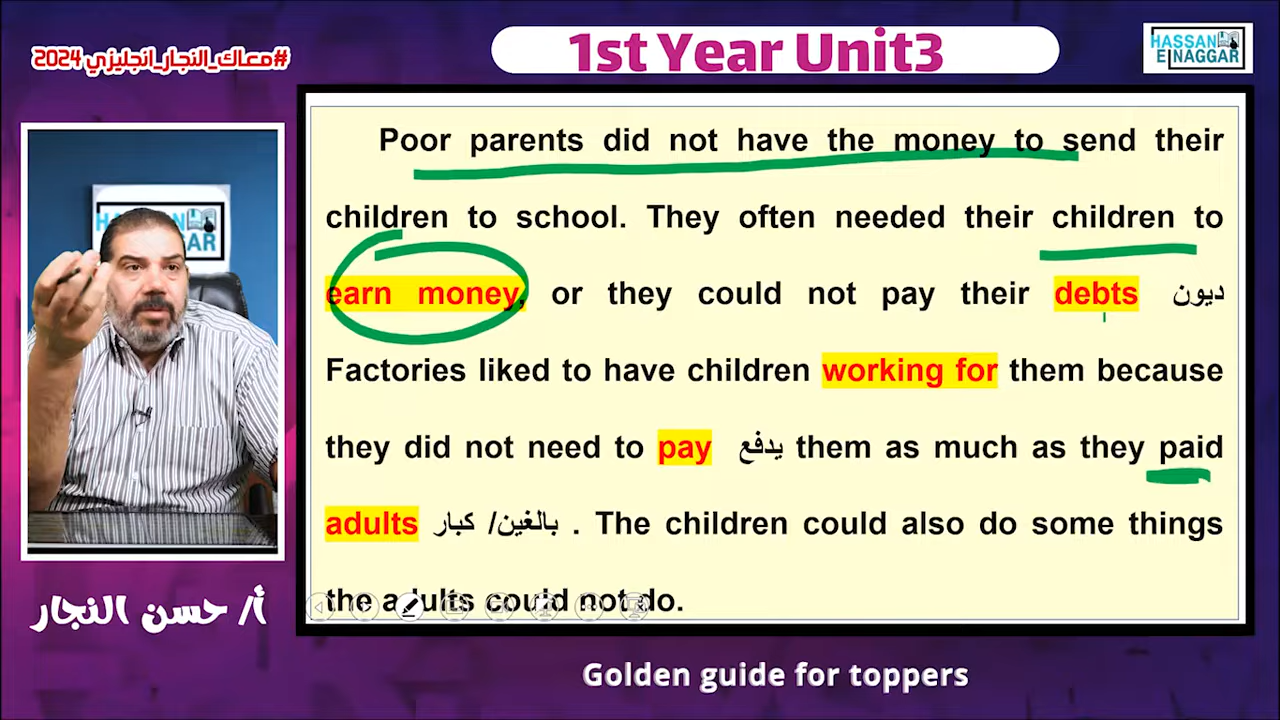 #معاك_النجار_انجليزي 2024
1st Year Unit3
HASSAN
ELNAGGAR
HASSAN
GGAR
Poor parents did not have the money to send their
children to school. They often needed their children to
earn money, or they could not pay their debts ديون
Factories liked to have children working for them because
they did not need to pay يدفع them as much as they paid
adults بالغين/ كبار . The children could also do some things
the adults could not do.
أ/ حسن النجار
Golden guide for toppers